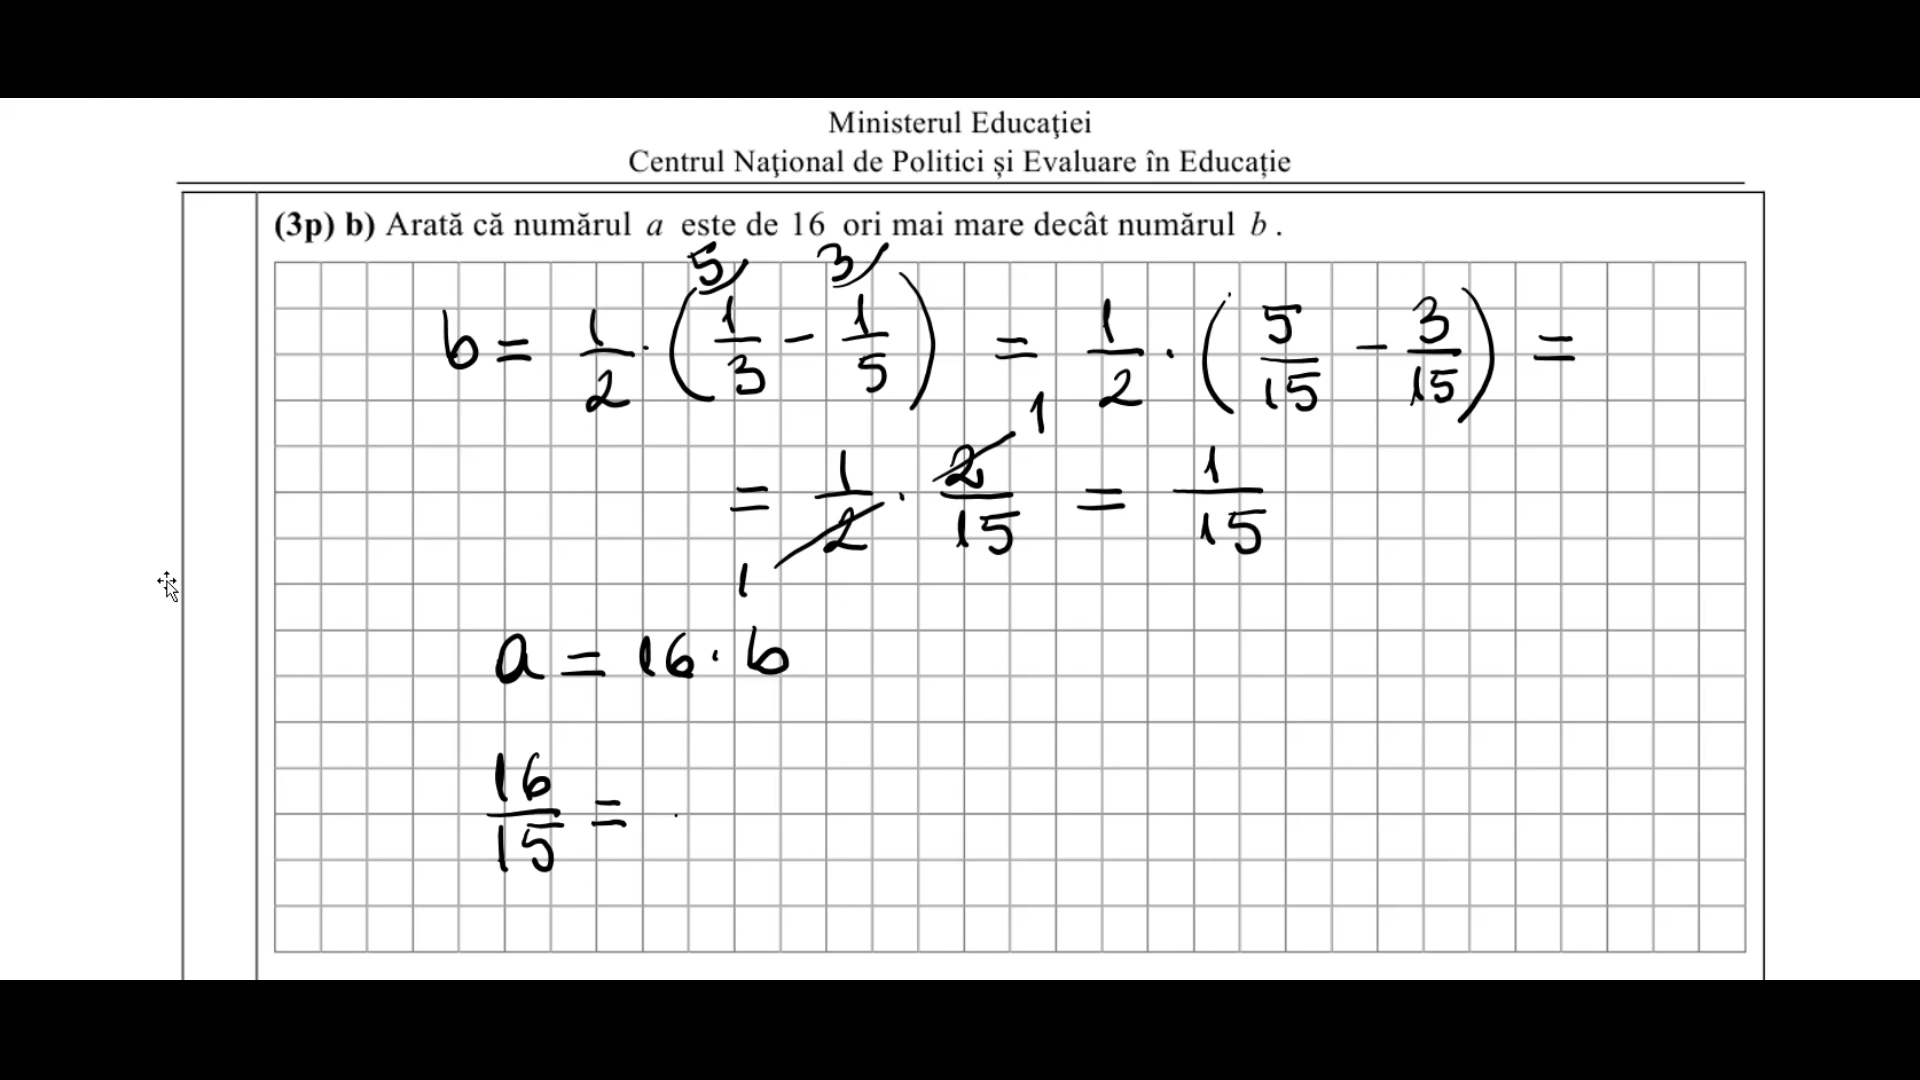 Ministerul Educaţiei
Centrul Naţional de Politici și Evaluare în Educație
(3p) b) Arată că numărul a este de 16 ori mai mare decât numărul b .
b = 1/2 · ( 5) 1/3 - 3) 1/5 ) = 1/2 · ( 5/15 - 3/15 ) =
= 1/2 · 2/15 = 1/15
1 1
a = 16 · b
16/15 =